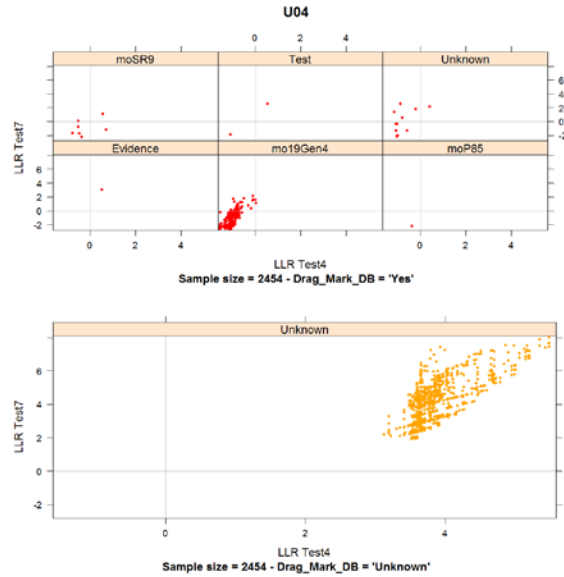 U04
0 2 4
moSR9 Test Unknown
8
6
4
2
0
-2
LLR Test7
Evidence mo19Gen4 moP85
6
4
2
0
-2
0 2 4 0 2 4
LLR Test4
Sample size = 2454 - Drag_Mark_DB = 'Yes'
Unknown
6
4
2
0
-2
LLR Test7
0 2 4
LLR Test4
Sample size = 2454 - Drag_Mark_DB = 'Unknown'